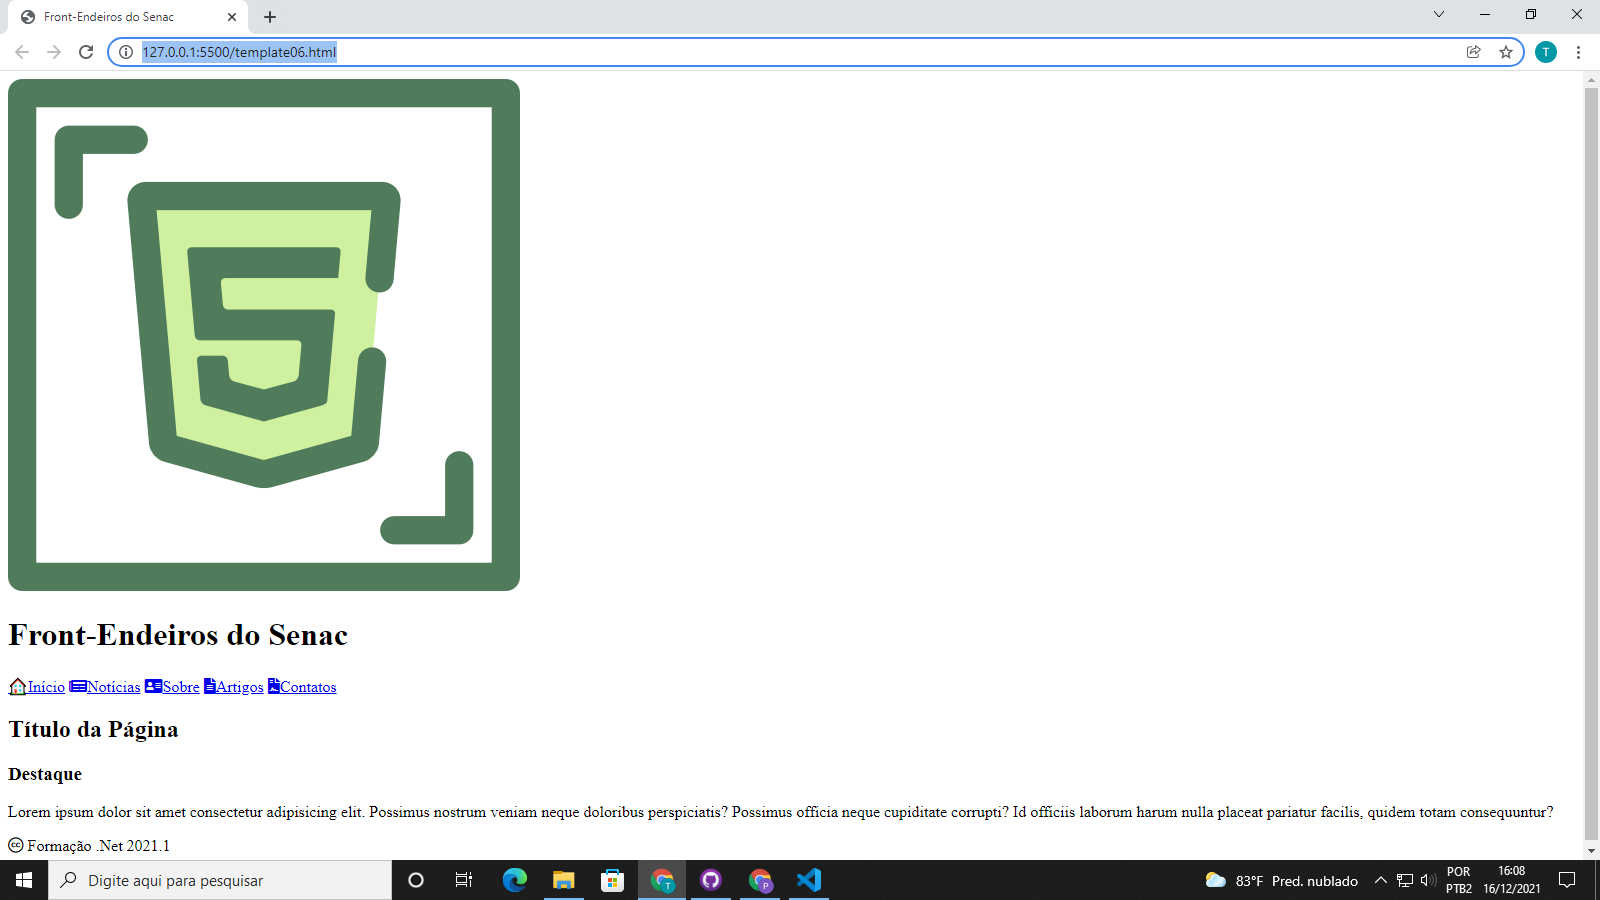 Front-Endeiros do Senac
127.0.0.1:5500/template06.html
T
5
Front-Endeiros do Senac
Início Notícias Sobre Artigos Contatos
Título da Página
Destaque
Lorem ipsum dolor sit amet consectetur adipisicing elit. Possimus nostrum veniam neque doloribus perspiciatis? Possimus officia neque cupiditate corrupti? Id officiis laborum harum nulla placeat pariatur facilis, quidem totam consequuntur?
cc Formação .Net 2021.1
Digite aqui para pesquisar
T
P
83°F Pred. nublado
POR
PTB2
16:08
16/12/2021